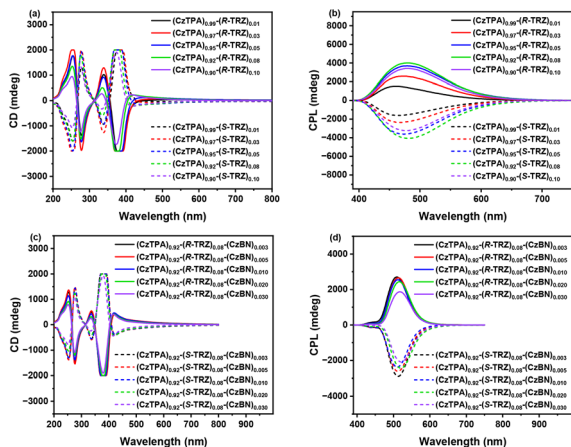 (a)
CD (mdeg)
3000
2000
1000
0
−1000
−2000
−3000
200 300 400 500 600 700 800
Wavelength (nm)
(CzTPA)0.99-(R-TRZ)0.01
(CzTPA)0.97-(R-TRZ)0.03
(CzTPA)0.95-(R-TRZ)0.05
(CzTPA)0.92-(R-TRZ)0.08
(CzTPA)0.90-(R-TRZ)0.10
(CzTPA)0.99-(S-TRZ)0.01
(CzTPA)0.97-(S-TRZ)0.03
(CzTPA)0.95-(S-TRZ)0.05
(CzTPA)0.92-(S-TRZ)0.08
(CzTPA)0.90-(S-TRZ)0.10
(b)
CPL (mdeg)
8000
6000
4000
2000
0
−2000
−4000
−6000
−8000
400 500 600 700
Wavelength (nm)
(CzTPA)0.99-(R-TRZ)0.01
(CzTPA)0.97-(R-TRZ)0.03
(CzTPA)0.95-(R-TRZ)0.05
(CzTPA)0.92-(R-TRZ)0.08
(CzTPA)0.90-(R-TRZ)0.10
(CzTPA)0.99-(S-TRZ)0.01
(CzTPA)0.97-(S-TRZ)0.03
(CzTPA)0.95-(S-TRZ)0.05
(CzTPA)0.92-(S-TRZ)0.08
(CzTPA)0.90-(S-TRZ)0.10
(c)
CD (mdeg)
3000
2000
1000
0
−1000
−2000
−3000
200 300 400 500 600 700 800 900
Wavelength (nm)
(CzTPA)0.92-(R-TRZ)0.08-(CzBN)0.003
(CzTPA)0.92-(R-TRZ)0.08-(CzBN)0.005
(CzTPA)0.92-(R-TRZ)0.08-(CzBN)0.010
(CzTPA)0.92-(R-TRZ)0.08-(CzBN)0.020
(CzTPA)0.92-(R-TRZ)0.08-(CzBN)0.030
(CzTPA)0.92-(S-TRZ)0.08-(CzBN)0.003
(CzTPA)0.92-(S-TRZ)0.08-(CzBN)0.005
(CzTPA)0.92-(S-TRZ)0.08-(CzBN)0.010
(CzTPA)0.92-(S-TRZ)0.08-(CzBN)0.020
(CzTPA)0.92-(S-TRZ)0.08-(CzBN)0.030
(d)
CPL (mdeg)
4000
2000
0
−2000
−4000
400 500 600 700 800 900
Wavelength (nm)
(CzTPA)0.92-(R-TRZ)0.08-(CzBN)0.003
(CzTPA)0.92-(R-TRZ)0.08-(CzBN)0.005
(CzTPA)0.92-(R-TRZ)0.08-(CzBN)0.010
(CzTPA)0.92-(R-TRZ)0.08-(CzBN)0.020
(CzTPA)0.92-(R-TRZ)0.08-(CzBN)0.030
(CzTPA)0.92-(S-TRZ)0.08-(CzBN)0.003
(CzTPA)0.92-(S-TRZ)0.08-(CzBN)0.005
(CzTPA)0.92-(S-TRZ)0.08-(CzBN)0.010
(CzTPA)0.92-(S-TRZ)0.08-(CzBN)0.020
(CzTPA)0.92-(S-TRZ)0.08-(CzBN)0.030